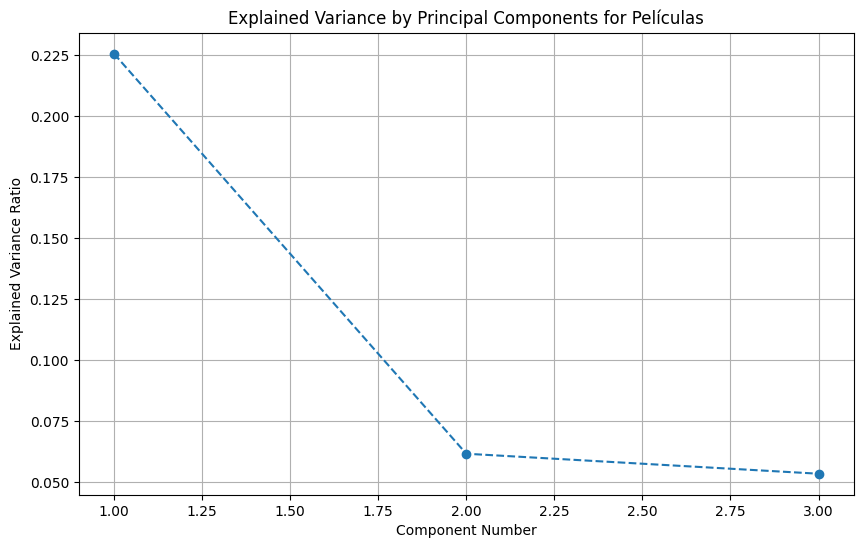 Explained Variance by Principal Components for Películas
Explained Variance Ratio
0.225
0.200
0.175
0.150
0.125
0.100
0.075
0.050
1.00 1.25 1.50 1.75 2.00 2.25 2.50 2.75 3.00
Component Number